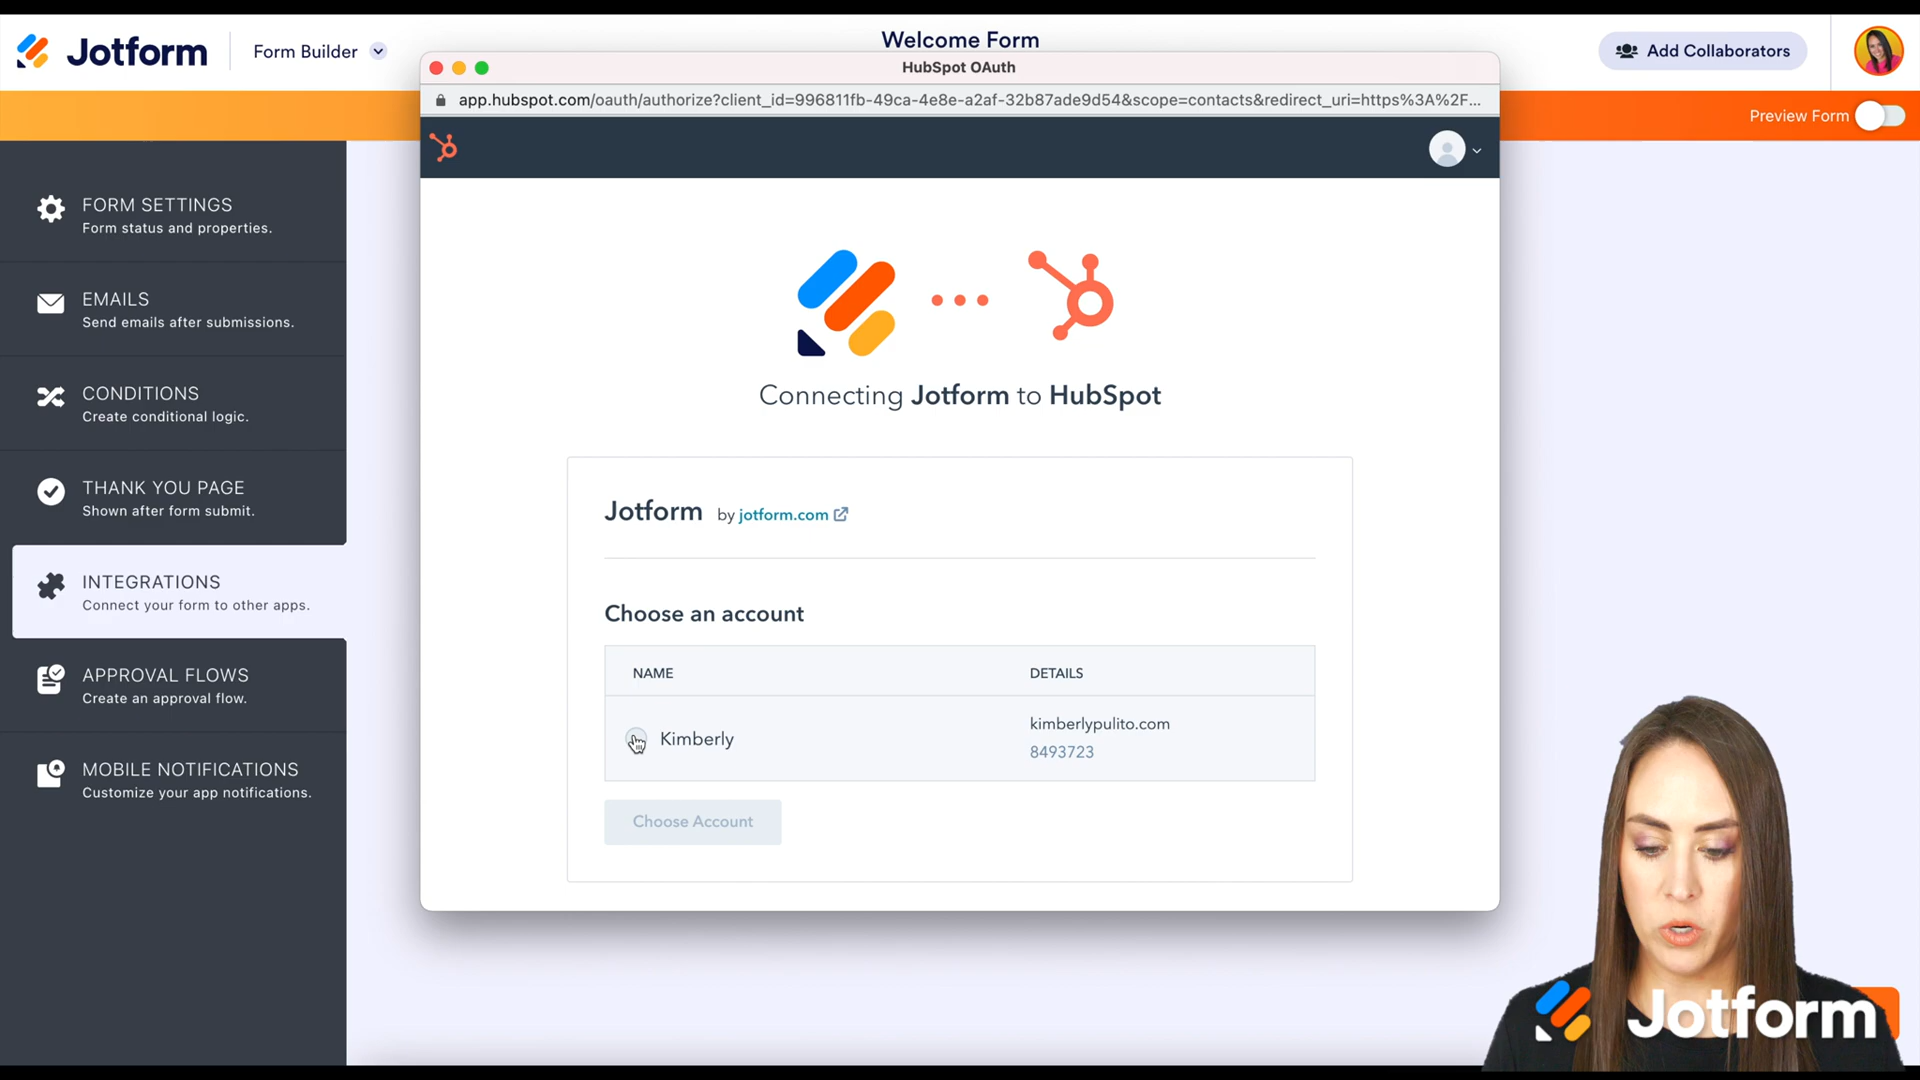 Jotform
Form Builder
Welcome Form
Add Collaborators
HubSpot OAuth
app.hubspot.com/oauth/authorize?client_id=996811fb-49ca-4e8e-a2af-32b87ade9d54&scope=contacts&redirect_uri=https%3A%2F...
Preview Form
FORM SETTINGS
Form status and properties.
EMAILS
Send emails after submissions.
CONDITIONS
Create conditional logic.
THANK YOU PAGE
Shown after form submit.
INTEGRATIONS
Connect your form to other apps.
APPROVAL FLOWS
Create an approval flow.
MOBILE NOTIFICATIONS
Customize your app notifications.
Connecting Jotform to HubSpot
Jotform by jotform.com
Choose an account
NAME DETAILS
Kimberly kimberlypulito.com
8493723
Choose Account
Jotform